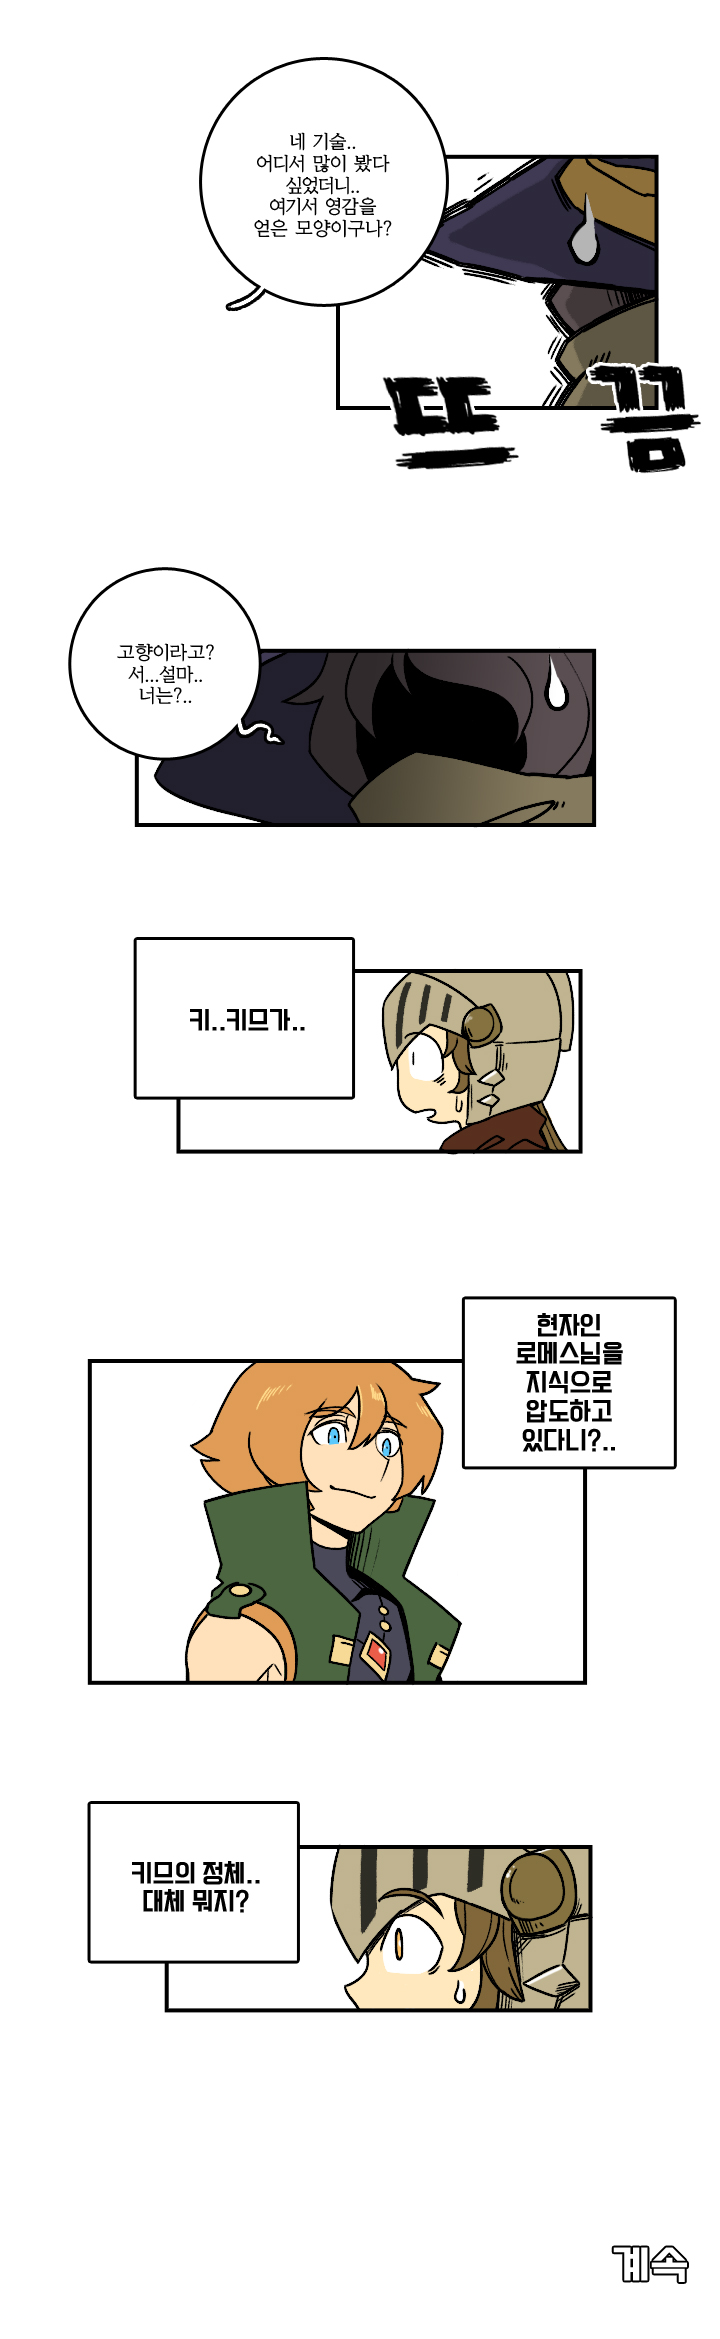 네 기술..
어디서 많이 봤다
싶었더니..
여기서 영감을
얻은 모양이구나?
뜨끔
고향이라고?
서...설마..
너는?..
키..키므가..
현자인
로메스님을
지식으로
압도하고
있다니?..
키므의 정체..
대체 뭐지?
계속